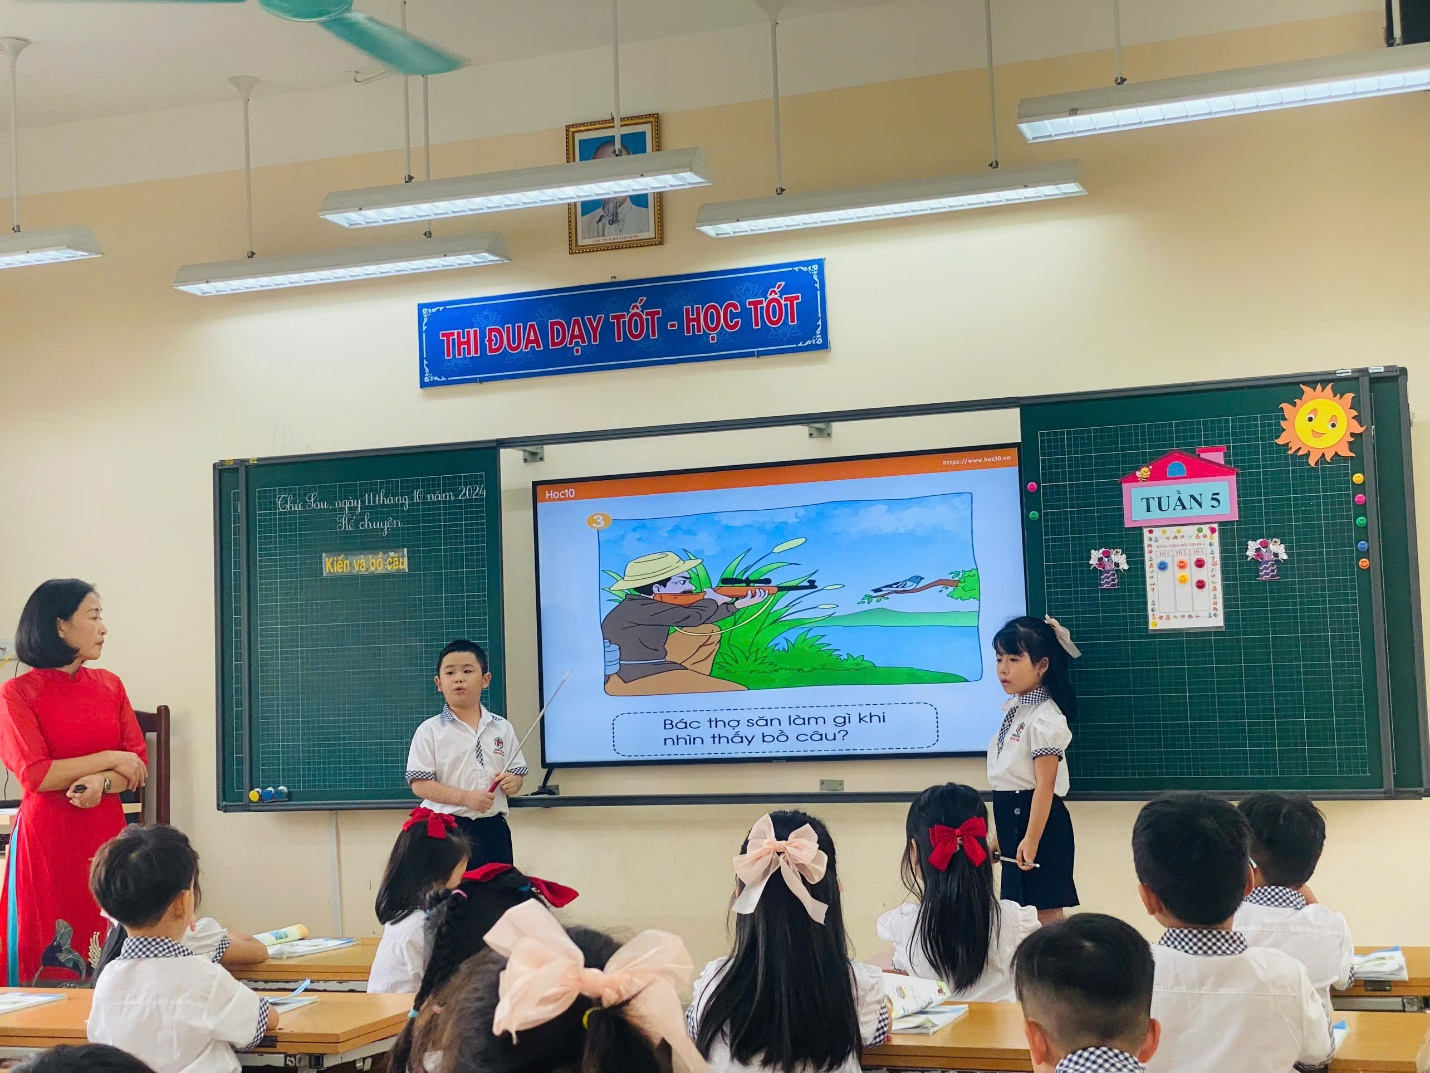 THI ĐUA DẠY TỐT - HỌC TỐT
Thứ Sáu, ngày 11 tháng 10 năm 2024
Kể chuyện
Kiến và bồ câu
Hoc10
https://www.hoc10.vn
3
Bác thợ săn làm gì khi
nhìn thấy bồ câu?
TUẦN 5